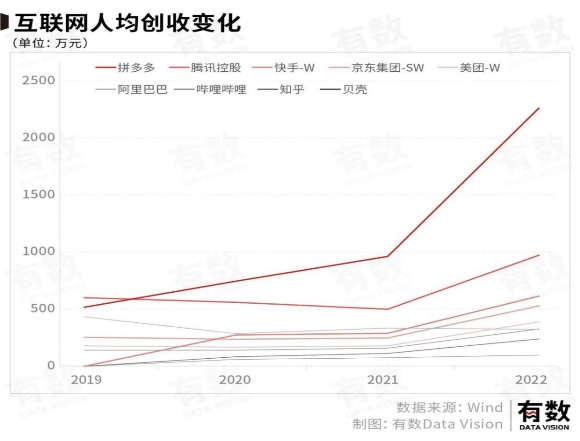 互联网人均创收变化
(单位: 万元)
拼多多 腾讯控股 快手-W 京东集团-SW 美团-W
阿里巴巴 哔哩哔哩 知乎 贝壳
2500
2000
1500
1000
500
0
2019 2020 2021 2022
数据来源: Wind
制图: 有数Data Vision
有数
DATA VISION